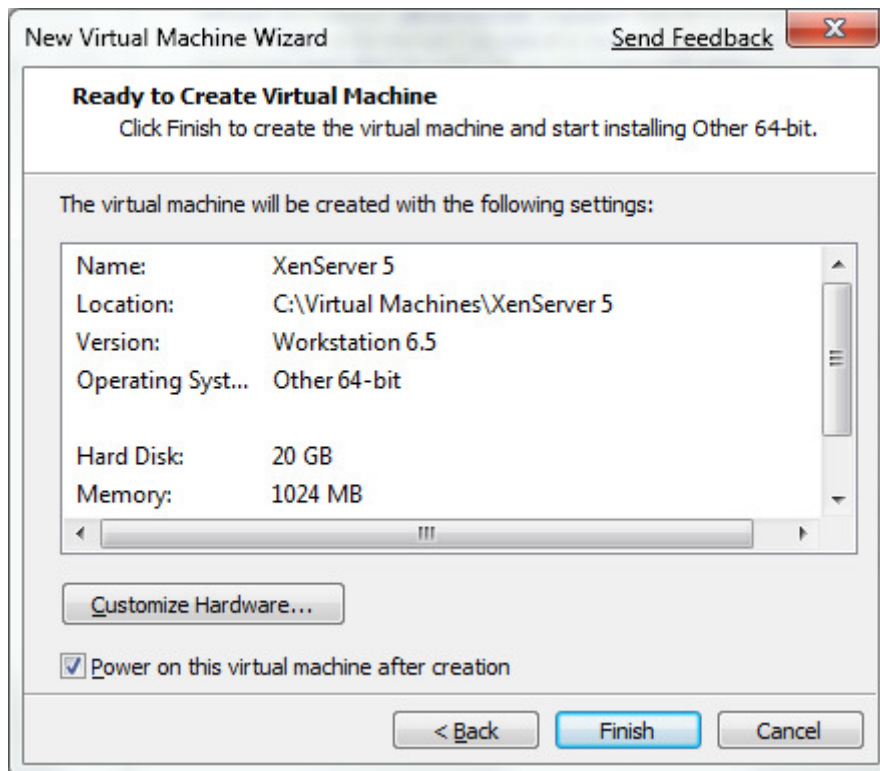 New Virtual Machine Wizard Send Feedback
Ready to Create Virtual Machine
Click Finish to create the virtual machine and start installing Other 64-bit.
The virtual machine will be created with the following settings:
Name: XenServer 5
Location: C:\Virtual Machines\XenServer 5
Version: Workstation 6.5
Operating Syst... Other 64-bit
Hard Disk: 20 GB
Memory: 1024 MB
Customize Hardware...
Power on this virtual machine after creation
< Back Finish Cancel